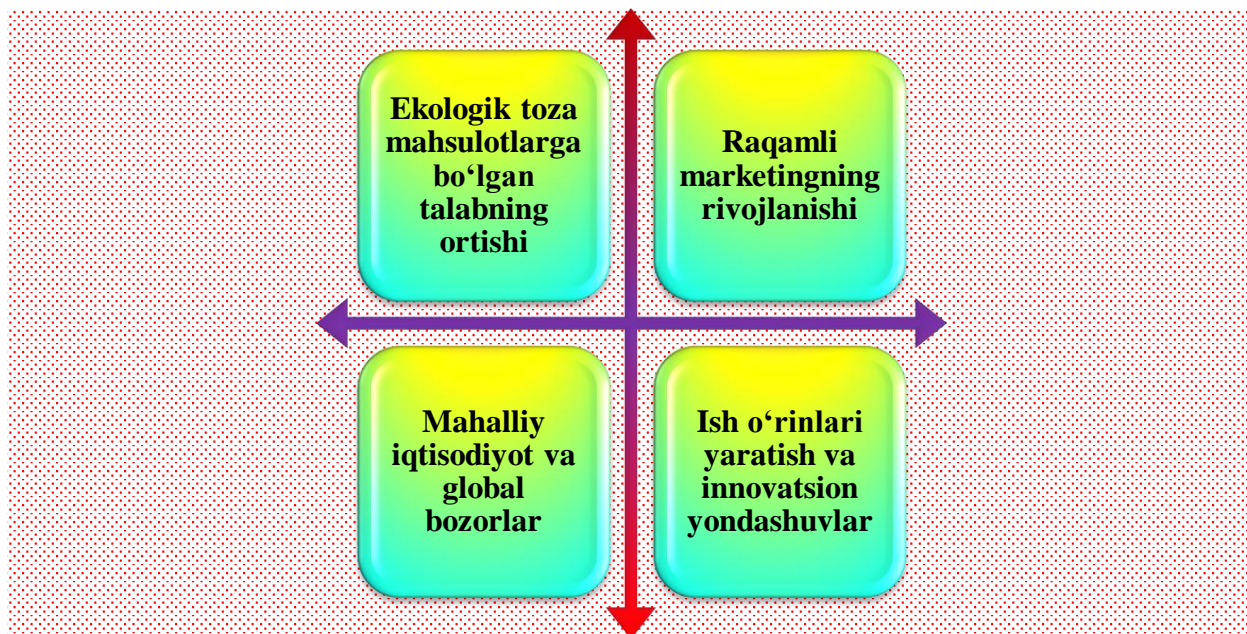 Ekologik toza
mahsulotlarga
bo‘lgan
talabning
ortishi
Raqamli
marketingning
rivojlanishi
Mahalliy
iqtisodiyot va
global
bozorlar
Ish o‘rinlari
yaratish va
innovatsion
yondashuvlar